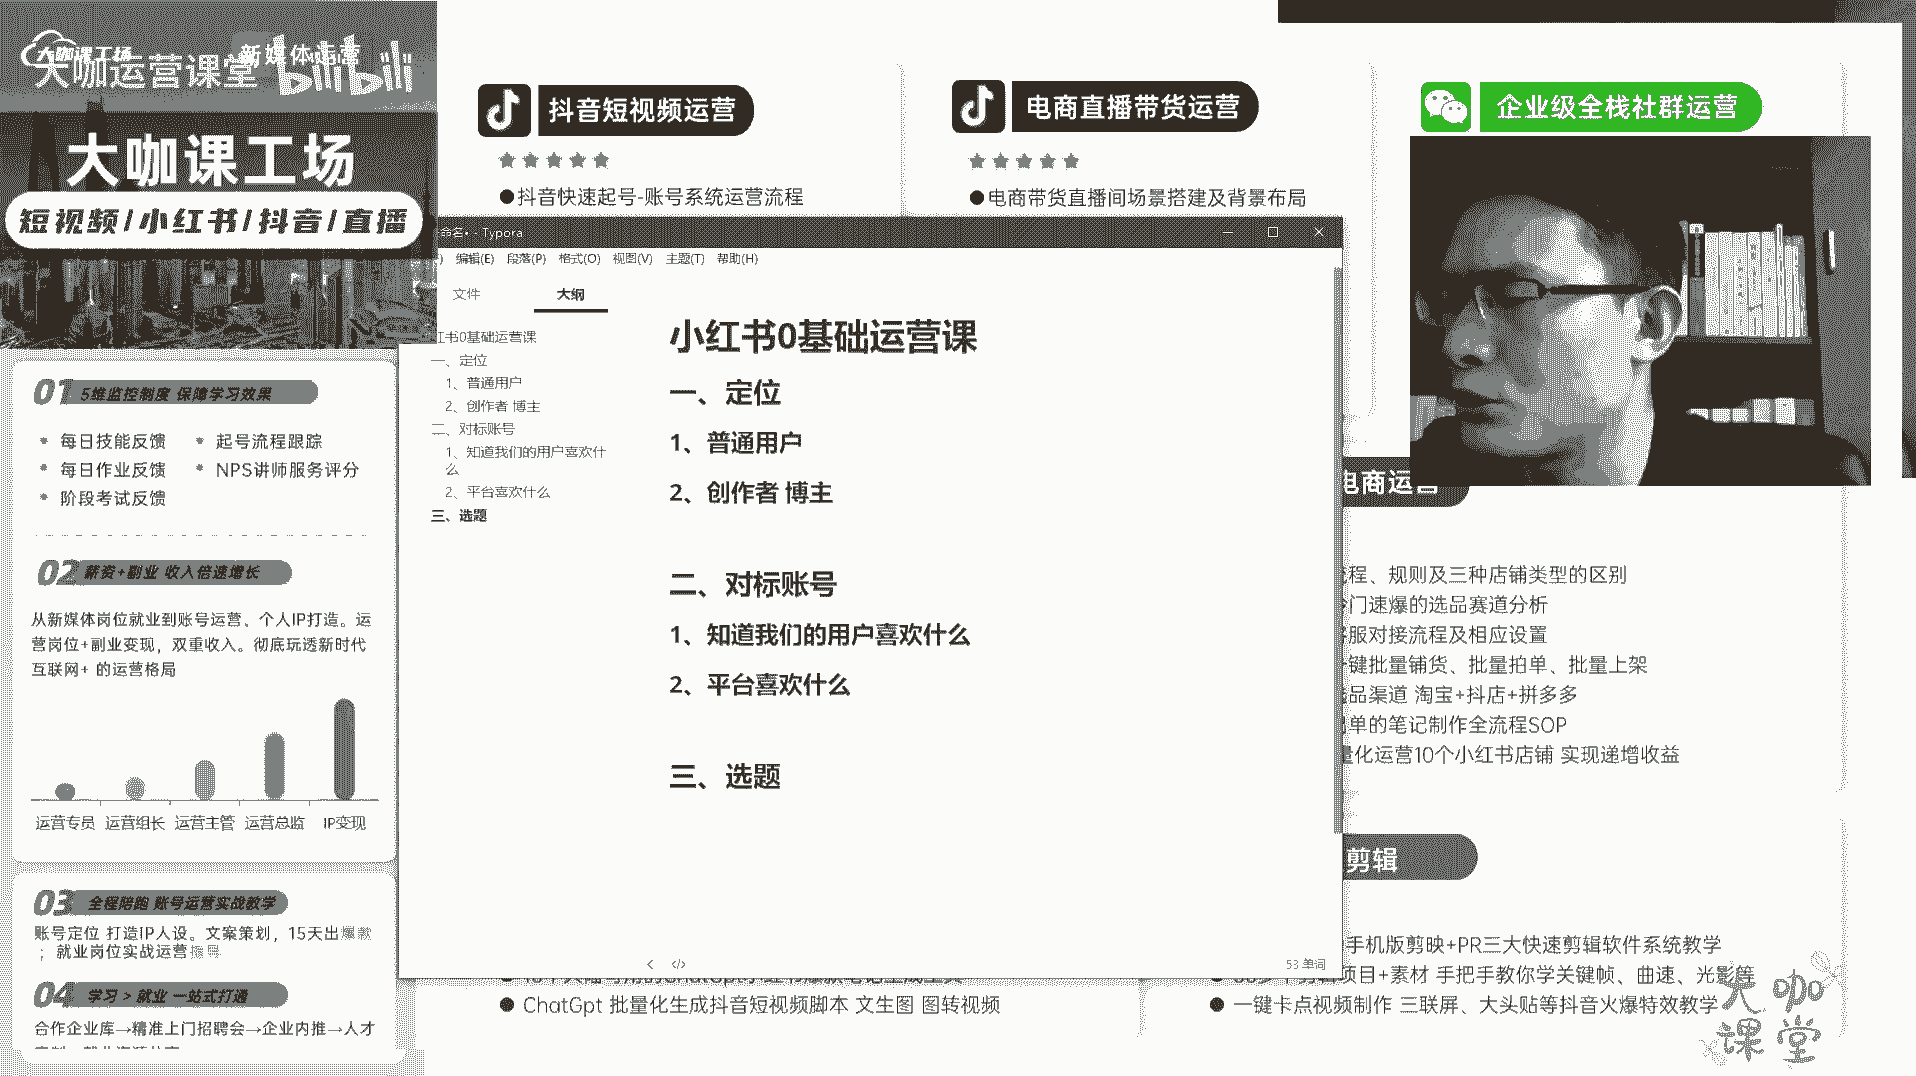 大咖课工场
大咖运营课堂
新媒体运营
bilibili
大咖课工场
短视频/小红书/抖音/直播
01 5维监控制度 保障学习效果
每日技能反馈
起号流程跟踪
每日作业反馈
NPS讲师服务评分
阶段考试反馈
02 薪资+副业 收入倍速增长
从新媒体岗位就业到账号运营、个人IP打造。运
营岗位+副业变现，双重收入。彻底玩透新时代
互联网+ 的运营格局
运营专员 运营组长 运营主管 运营总监 IP变现
03 全程陪跑 账号运营实战教学
账号定位 打造IP人设。文案策划，15天出爆款
；就业岗位实战运营指导
04 学习 > 就业 一站式打通
合作企业库→精准上门招聘会→企业内推→人才
抖音短视频运营
●抖音快速起号-账号系统运营流程
电商直播带货运营
●电商带货直播间场景搭建及背景布局
企业级全栈社群运营
命名• - Typora
编辑(E) 段落(P) 格式(O) 视图(V) 主题(T) 帮助(H)
文件
大纲
红书0基础运营课
一、定位
1、普通用户
2、创作者 博主
二、对标账号
1、知道我们的用户喜欢什
么
2、平台喜欢什么
三、选题
小红书0基础运营课
一、定位
1、普通用户
2、创作者 博主
二、对标账号
1、知道我们的用户喜欢什么
2、平台喜欢什么
三、选题
53 单词
电商运营
流程、规则及三种店铺类型的区别
冷门速爆的选品赛道分析
客服对接流程及相应设置
一键批量铺货、批量拍单、批量上架
选品渠道 淘宝+抖店+拼多多
出单的笔记制作全流程SOP
量化运营10个小红书店铺 实现递增收益
剪辑
手机版剪映+PR三大快速剪辑软件系统教学
项目+素材 手把手教你学关键帧、曲速、光影等
● 一键卡点视频制作 三联屏、大头贴等抖音火爆特效教学
● ChatGpt 批量化生成抖音短视频脚本 文生图 图转视频
大咖
课堂